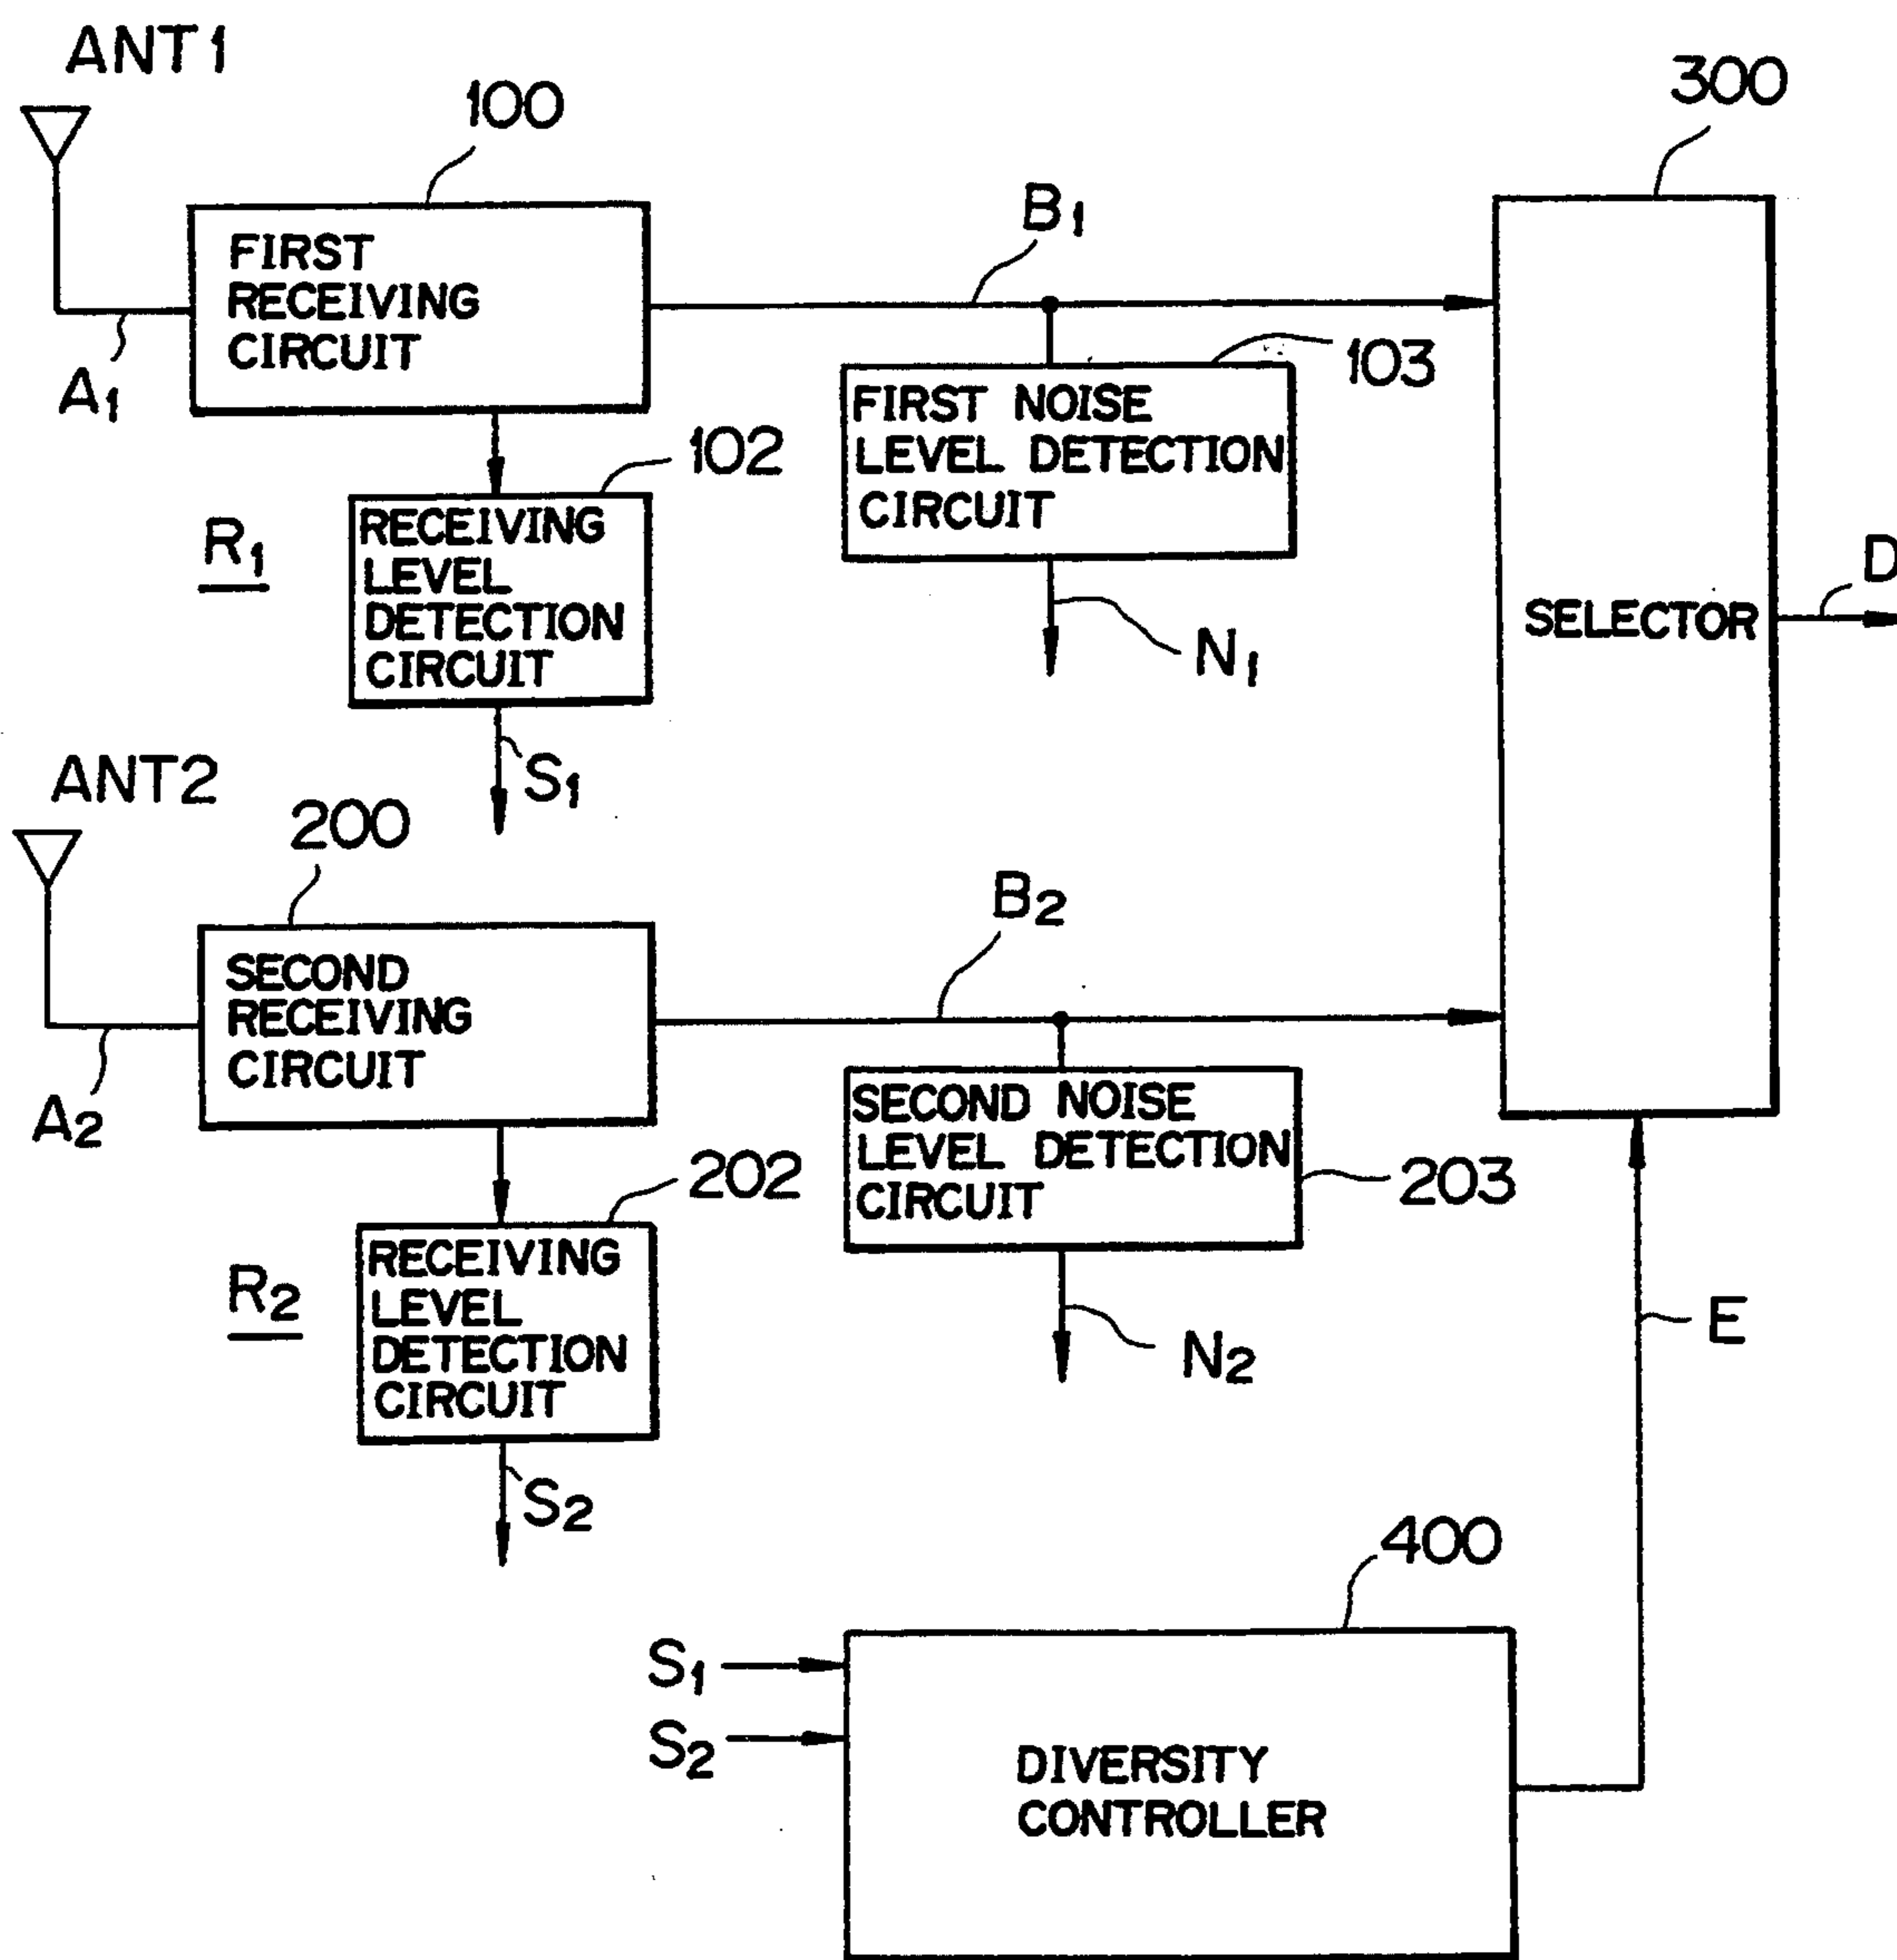 ANT1
100
300
B1
FIRST
RECEIVING
CIRCUIT
A1
103
FIRST NOISE
LEVEL DETECTION
CIRCUIT
102
R1
RECEIVING
LEVEL
DETECTION
CIRCUIT
D
SELECTOR
N1
S1
ANT2
200
B2
SECOND
RECEIVING
CIRCUIT
A2
SECOND NOISE
LEVEL DETECTION
CIRCUIT
203
202
R2
RECEIVING
LEVEL
DETECTION
CIRCUIT
E
N2
S2
400
S1
S2
DIVERSITY
CONTROLLER